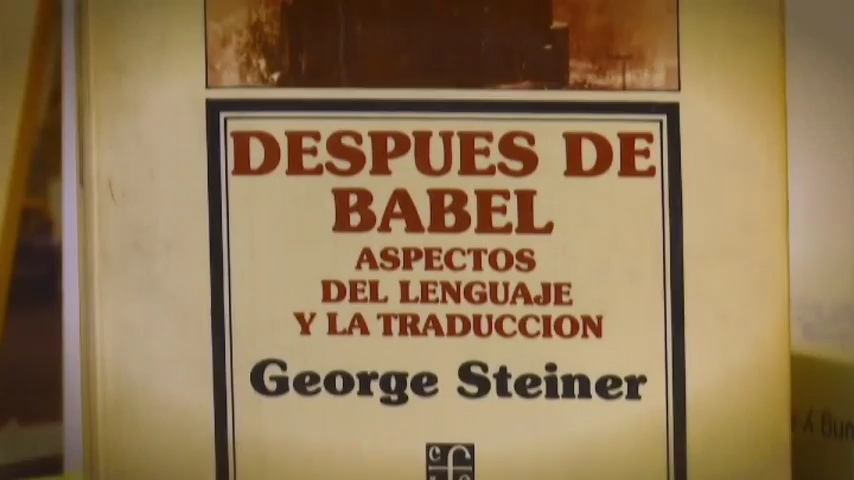 DESPUES DE
BABEL
ASPECTOS
DEL LENGUAJE
Y LA TRADUCCION
George Steiner